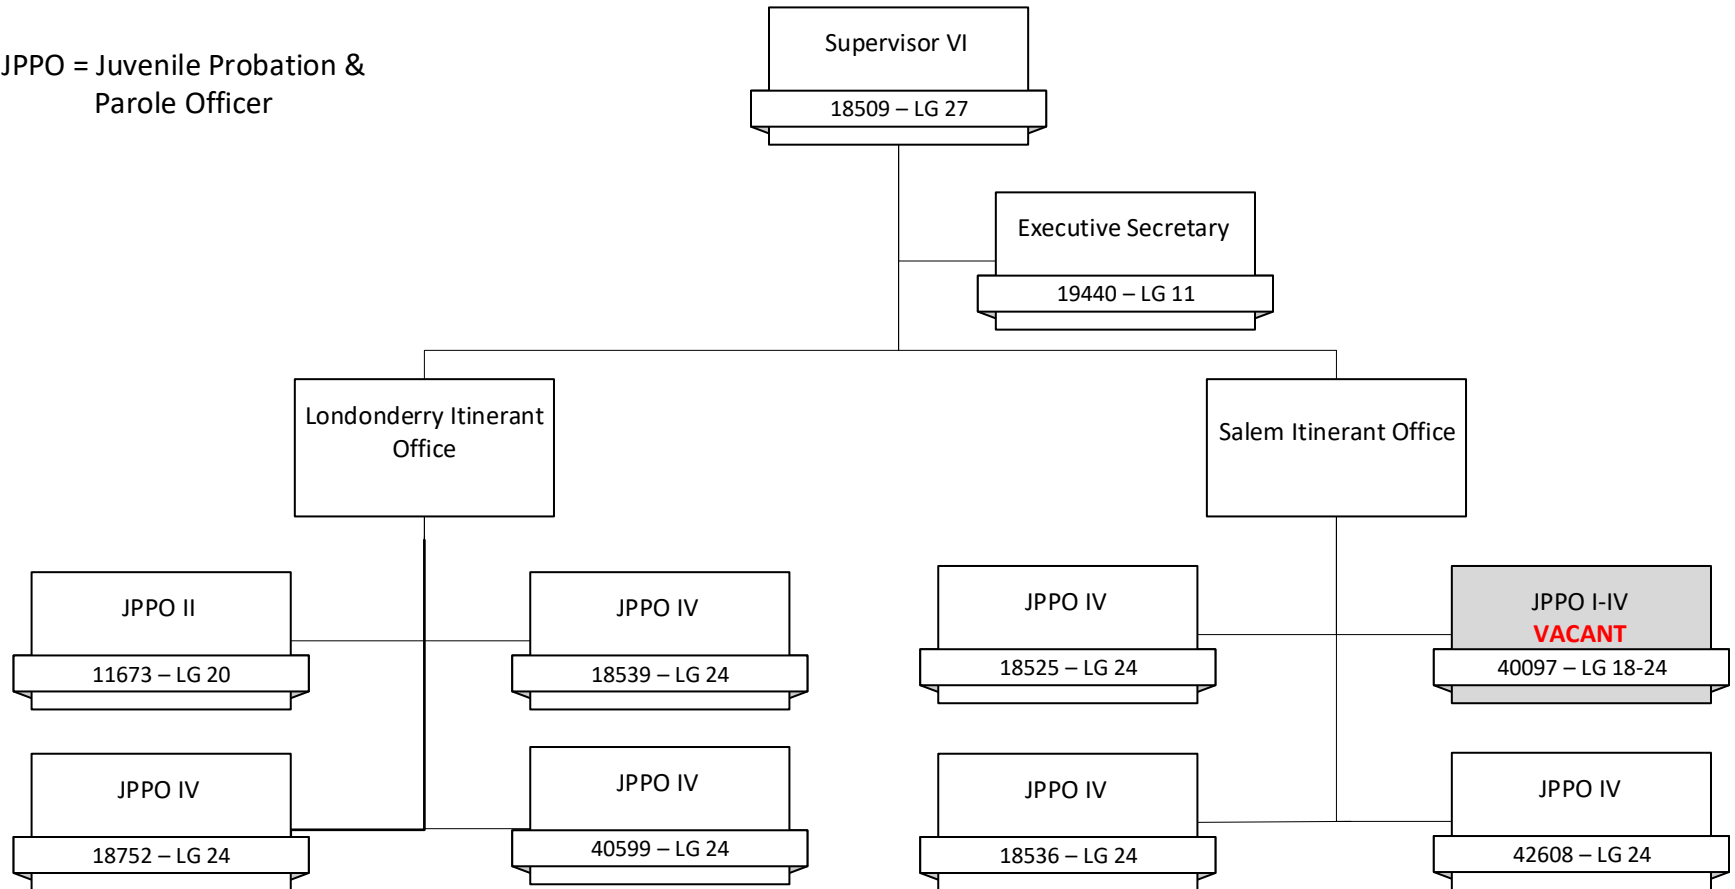 JPPO = Juvenile Probation &
Parole Officer
Supervisor VI
18509 – LG 27
Executive Secretary
19440 – LG 11
Londonderry Itinerant
Office
Salem Itinerant Office
JPPO II
11673 – LG 20
JPPO IV
18539 – LG 24
JPPO IV
18525 – LG 24
JPPO I-IV
VACANT
40097 – LG 18-24
JPPO IV
18752 – LG 24
JPPO IV
40599 – LG 24
JPPO IV
18536 – LG 24
JPPO IV
42608 – LG 24